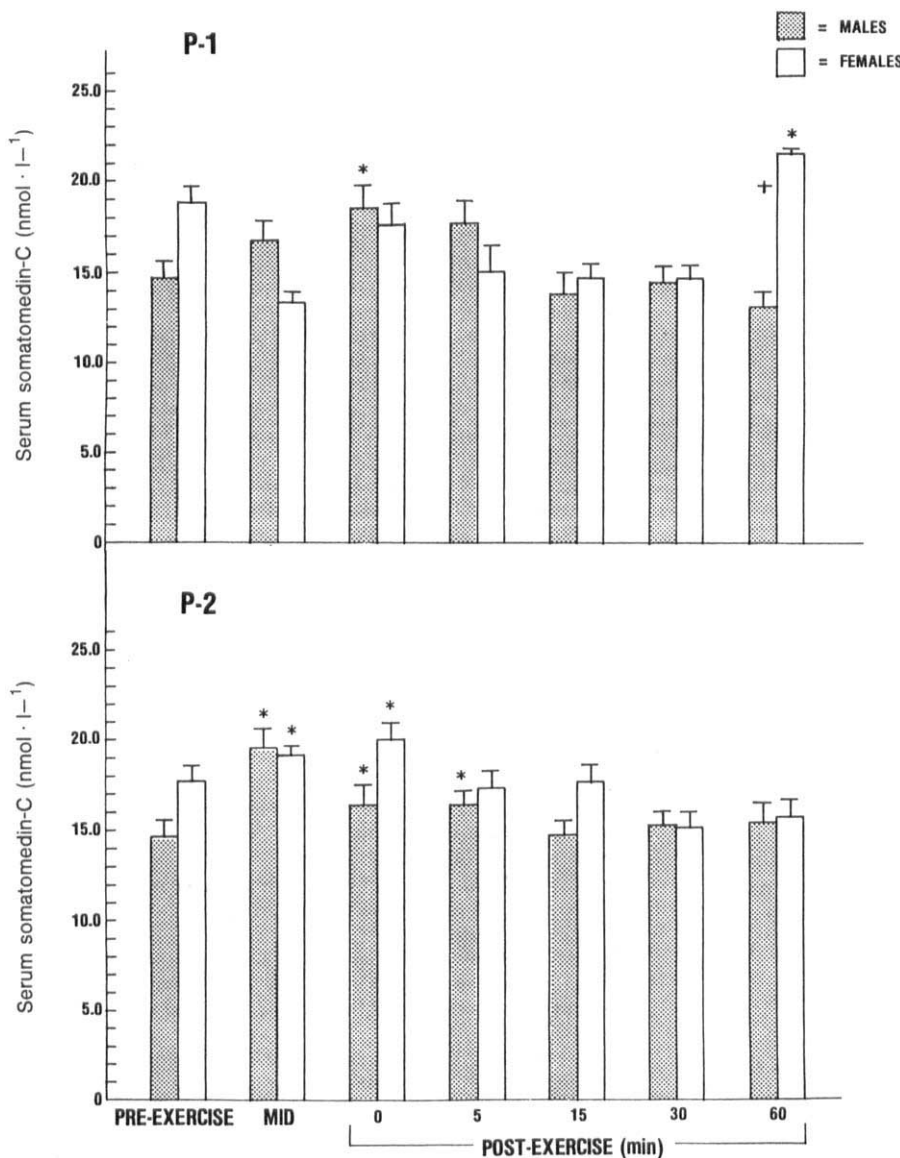 P-1
= MALES
= FEMALES
Serum somatomedin-C (nmol · l–1)
25.0
20.0
15.0
10.0
5.0
0
*
+
*
P-2
Serum somatomedin-C (nmol · l–1)
25.0
20.0
15.0
10.0
5.0
0
*
*
*
*
*
PRE-EXERCISE MID 0 5 15 30 60
POST-EXERCISE (min)